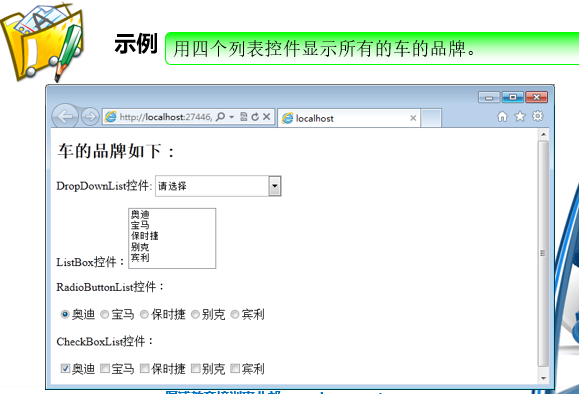 示例
用四个列表控件显示所有的车的品牌。
http://localhost:27446,
localhost
车的品牌如下：
DropDownList控件: 请选择
奥迪
宝马
保时捷
别克
宾利
ListBox控件：
RadioButtonList控件：
奥迪 宝马 保时捷 别克 宾利
CheckBoxList控件：
奥迪 宝马 保时捷 别克 宾利